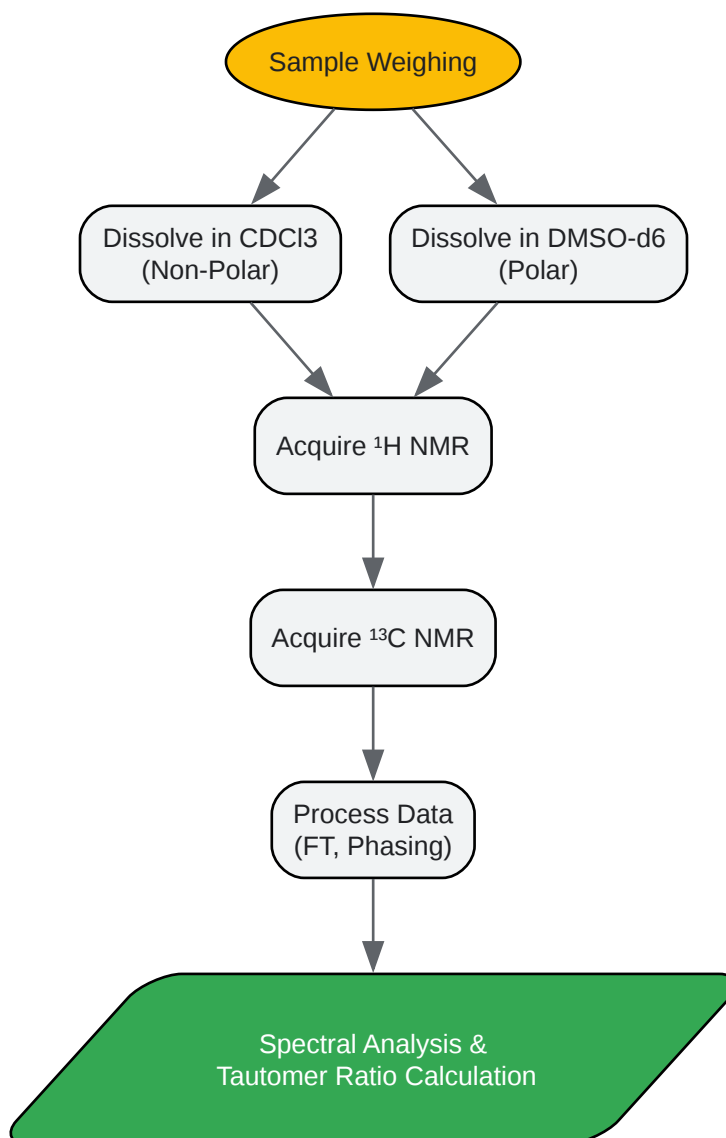 Sample Weighing
Dissolve in CDCl3
(Non-Polar)
Dissolve in DMSO-d6
(Polar)
Acquire ¹H NMR
Acquire ¹³C NMR
Process Data
(FT, Phasing)
Spectral Analysis &
Tautomer Ratio Calculation